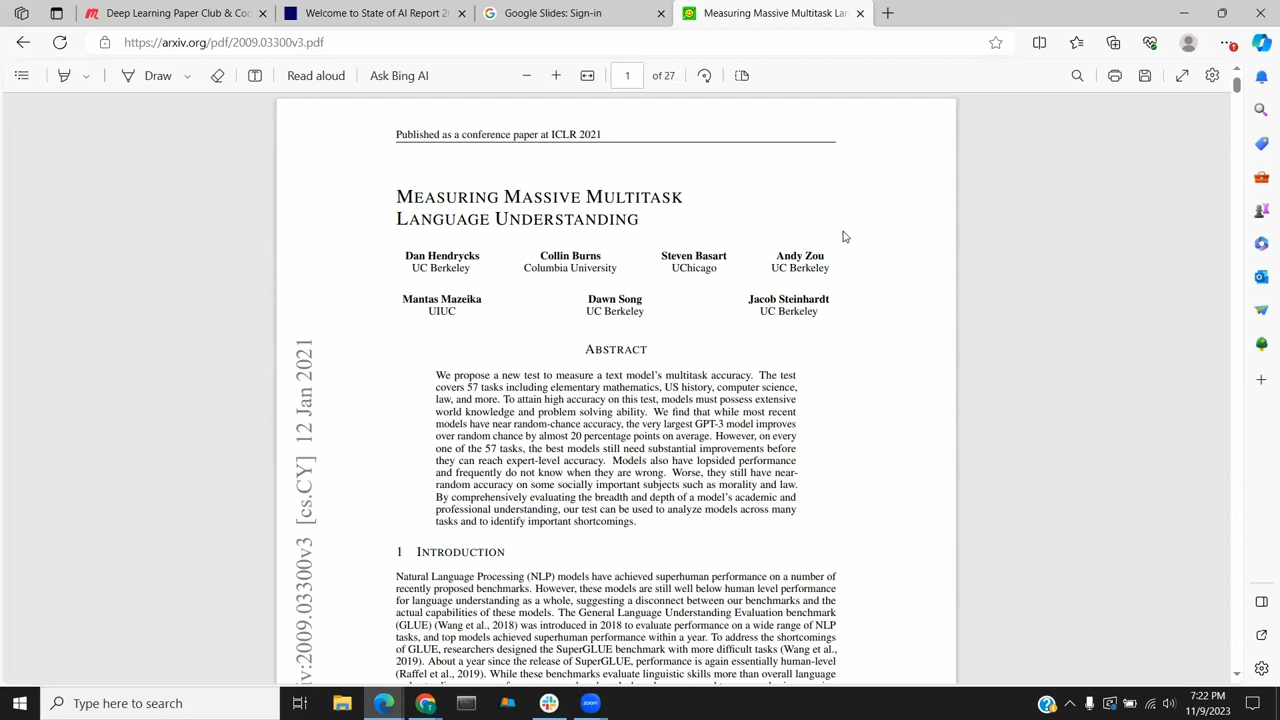 Deep Learning Paper Club & Cou
Welcome to State of AI Report 2
Google Slides: Sign-in
Measuring Massive Multitask Lan
https://arxiv.org/pdf/2009.03300v3.pdf
Draw
Read aloud
Ask Bing AI
1 of 27
Published as a conference paper at ICLR 2021
MEASURING MASSIVE MULTITASK
LANGUAGE UNDERSTANDING
Dan Hendrycks Collin Burns Steven Basart Andy Zou
UC Berkeley Columbia University UChicago UC Berkeley
Mantas Mazeika Dawn Song Jacob Steinhardt
UIUC UC Berkeley UC Berkeley
ABSTRACT
We propose a new test to measure a text model's multitask accuracy. The test
covers 57 tasks including elementary mathematics, US history, computer science,
law, and more. To attain high accuracy on this test, models must possess extensive
world knowledge and problem solving ability. We find that while most recent
models have near random-chance accuracy, the very largest GPT-3 model improves
over random chance by almost 20 percentage points on average. However, on every
one of the 57 tasks, the best models still need substantial improvements before
they can reach expert-level accuracy. Models also have lopsided performance
and frequently do not know when they are wrong. Worse, they still have near-
random accuracy on some socially important subjects such as morality and law.
By comprehensively evaluating the breadth and depth of a model's academic and
professional understanding, our test can be used to analyze models across many
tasks and to identify important shortcomings.
1 INTRODUCTION
Natural Language Processing (NLP) models have achieved superhuman performance on a number of
recently proposed benchmarks. However, these models are still well below human level performance
for language understanding as a whole, suggesting a disconnect between our benchmarks and the
actual capabilities of these models. The General Language Understanding Evaluation benchmark
(GLUE) (Wang et al., 2018) was introduced in 2018 to evaluate performance on a wide range of NLP
tasks, and top models achieved superhuman performance within a year. To address the shortcomings
of GLUE, researchers designed the SuperGLUE benchmark with more difficult tasks (Wang et al.,
2019). About a year since the release of SuperGLUE, performance is again essentially human-level
(Raffel et al., 2019). While these benchmarks evaluate linguistic skills more than overall language
iv:2009.03300v3 [cs.CY] 12 Jan 2021
Type here to search
zoom
7:22 PM
11/9/2023